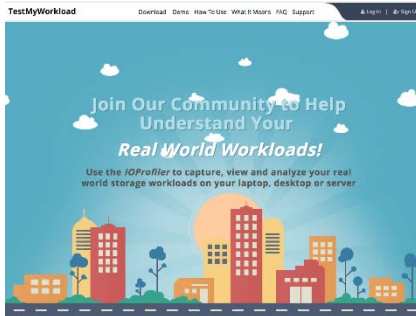 TestMyWorkload
Download Demo How To Use What It Means FAQ Support
Log In | Sign U
Join Our Community to Help
Understand Your
Real World Workloads!
Use the IOProfiler to capture, view and analyze your real
world storage workloads on your laptop, desktop or server